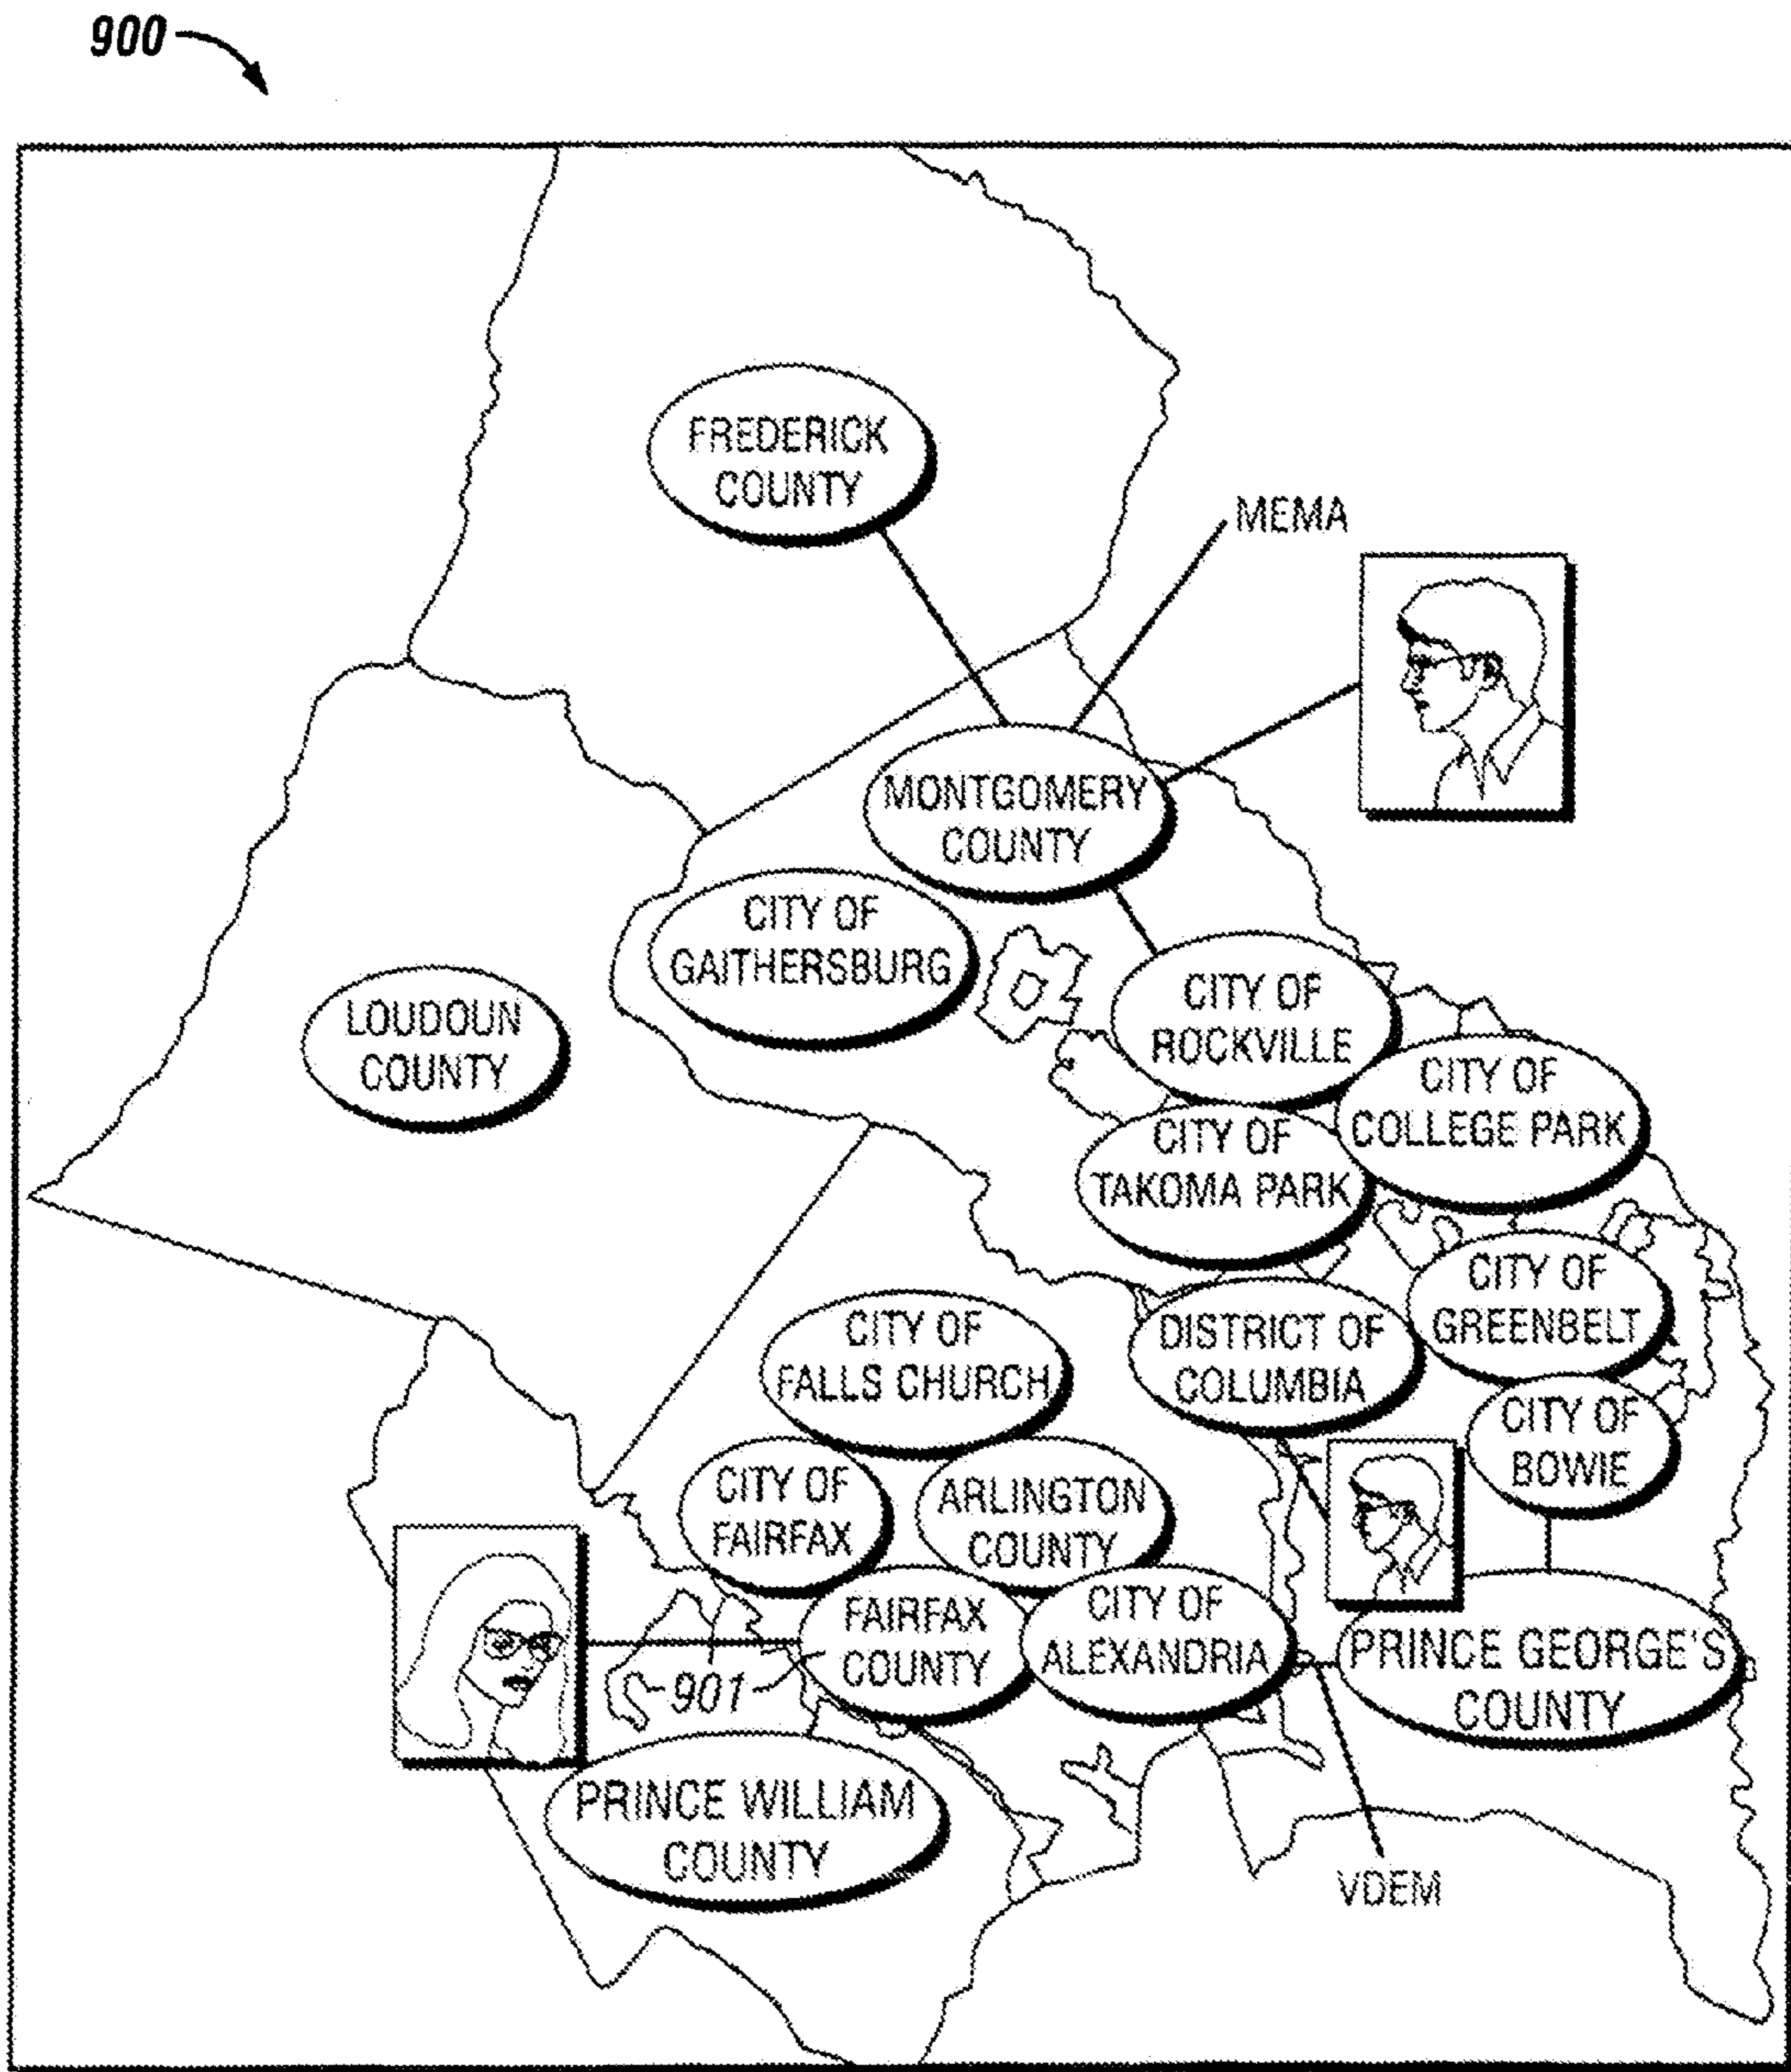 900
FREDERICK
COUNTY
MEMA
MONTGOMERY
COUNTY
CITY OF
GAITHERSBURG
LOUDOUN
COUNTY
CITY OF
ROCKVILLE
CITY OF
COLLEGE PARK
CITY OF
TAKOMA PARK
CITY OF
GREENBELT
DISTRICT OF
COLUMBIA
CITY OF
FALLS CHURCH
CITY OF
BOWIE
CITY OF
FAIRFAX
ARLINGTON
COUNTY
FAIRFAX
COUNTY
CITY OF
ALEXANDRIA
PRINCE GEORGE'S
COUNTY
901
PRINCE WILLIAM
COUNTY
VDEM